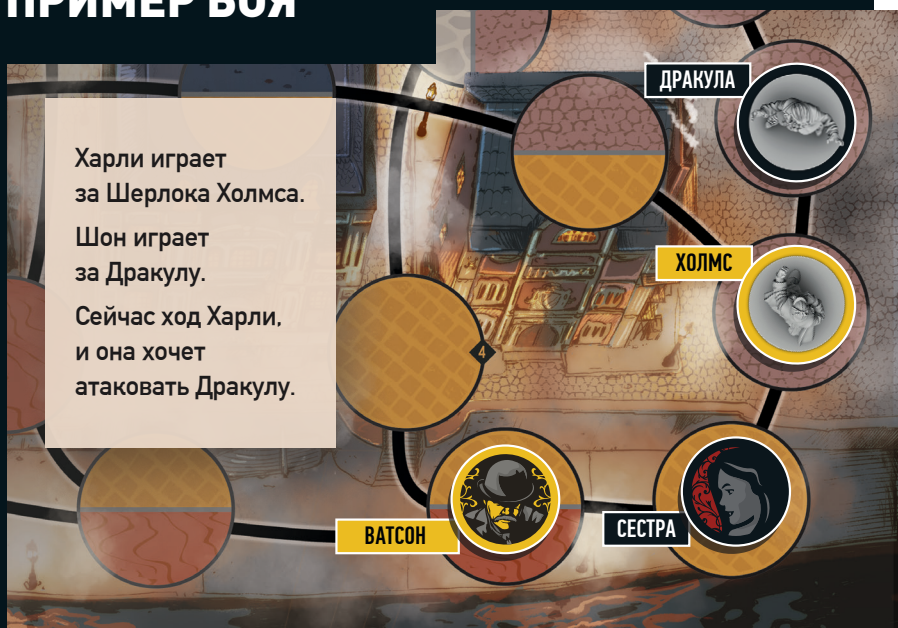 ПРИМЕР БОЯ
ДРАКУЛА
Харли играет
за Шерлока Холмса.
Шон играет
за Дракулу.
Сейчас ход Харли,
и она хочет
атаковать Дракулу.
ХОЛМС
4
ВАТСОН
СЕСТРА